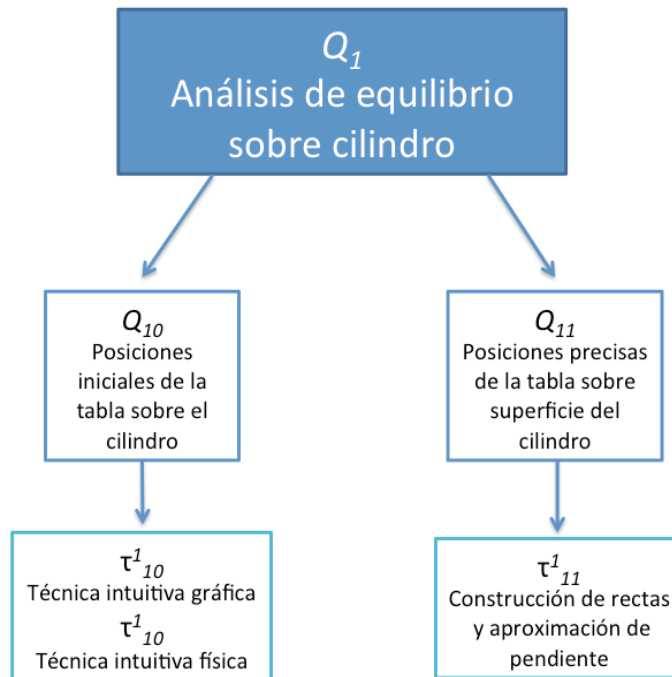 Q1
Análisis de equilibrio
sobre cilindro
Q10
Posiciones
iniciales de la
tabla sobre el
cilindro
Q11
Posiciones precisas
de la tabla sobre
superficie del
cilindro
τ¹10
Técnica intuitiva gráfica
τ¹10
Técnica intuitiva física
τ¹11
Construcción de rectas
y aproximación de
pendiente